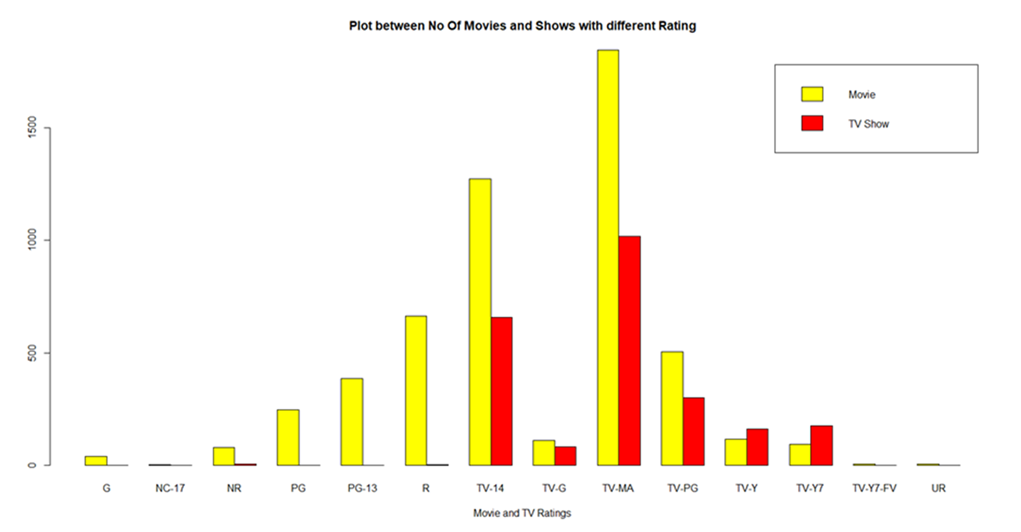 Plot between No Of Movies and Shows with different Rating
Movie
TV Show
1500
1000
500
0
G NC-17 NR PG PG-13 R TV-14 TV-G TV-MA TV-PG TV-Y TV-Y7 TV-Y7-FV UR
Movie and TV Ratings